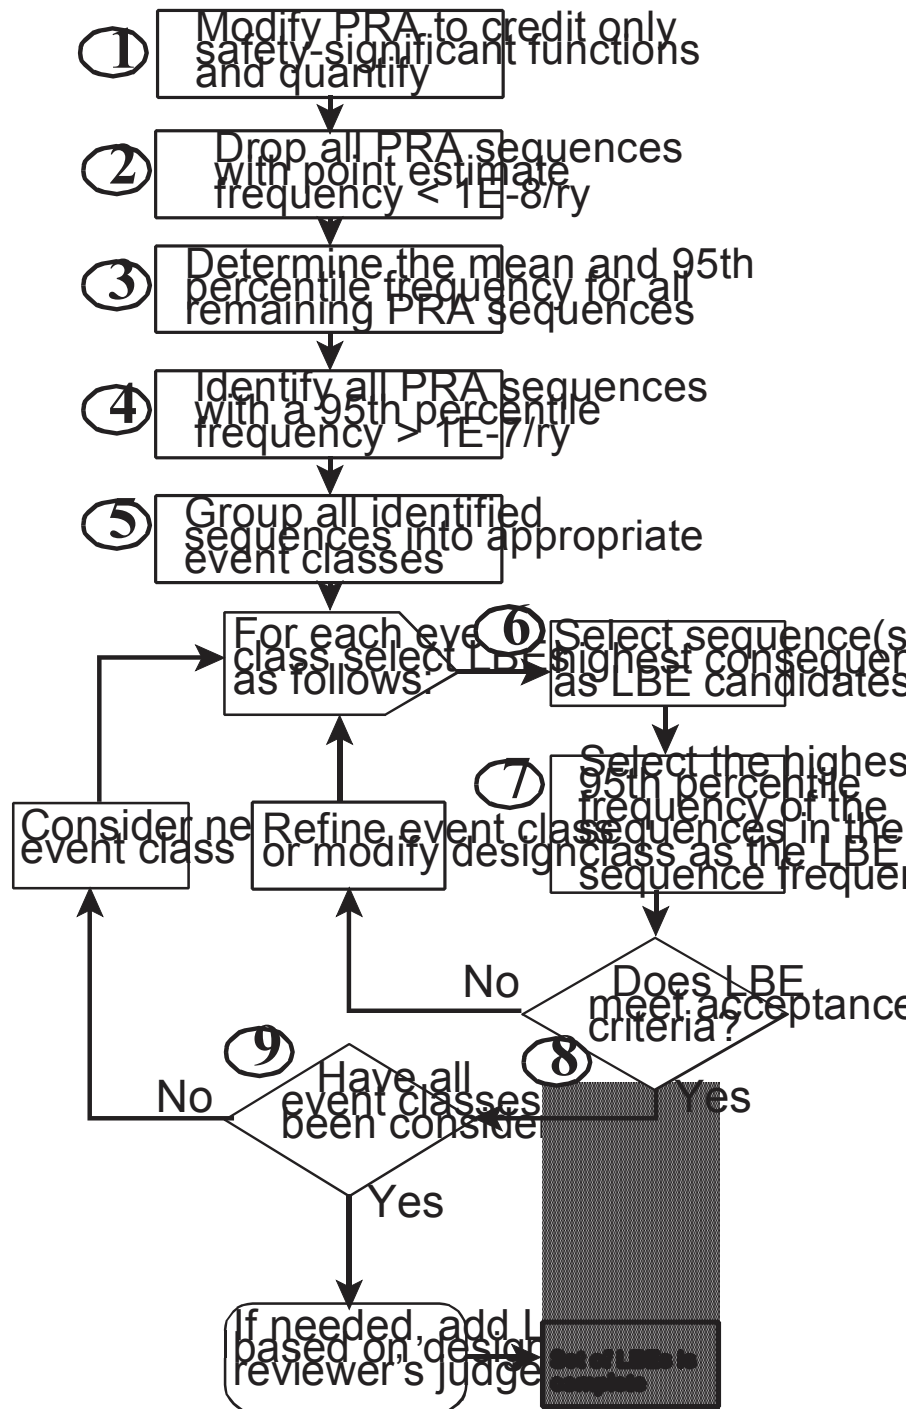 1
Modify PRA to credit only
safety-significant functions
and quantify
2
Drop all PRA sequences
with point estimate
frequency < 1E-8/ry
3
Determine the mean and 95th
percentile frequency for all
remaining PRA sequences
4
Identify all PRA sequences
with a 95th percentile
frequency > 1E-7/ry
5
Group all identified
sequences into appropriate
event classes
For each eve
class select LBEs
as follows:
6
Select sequence(s
highest consequen
as LBE candidates
7
Select the highes
95th percentile
frequency of the
sequences in the
class as the LBE
sequence frequen
Consider ne
event class
Refine event class
or modify design
No
Does LBE
meet acceptance
criteria?
8
Yes
9
Have all
event classes
been consider
No
Yes
If needed, add L
based on design
reviewer's judge
Set of LBEs is
complete